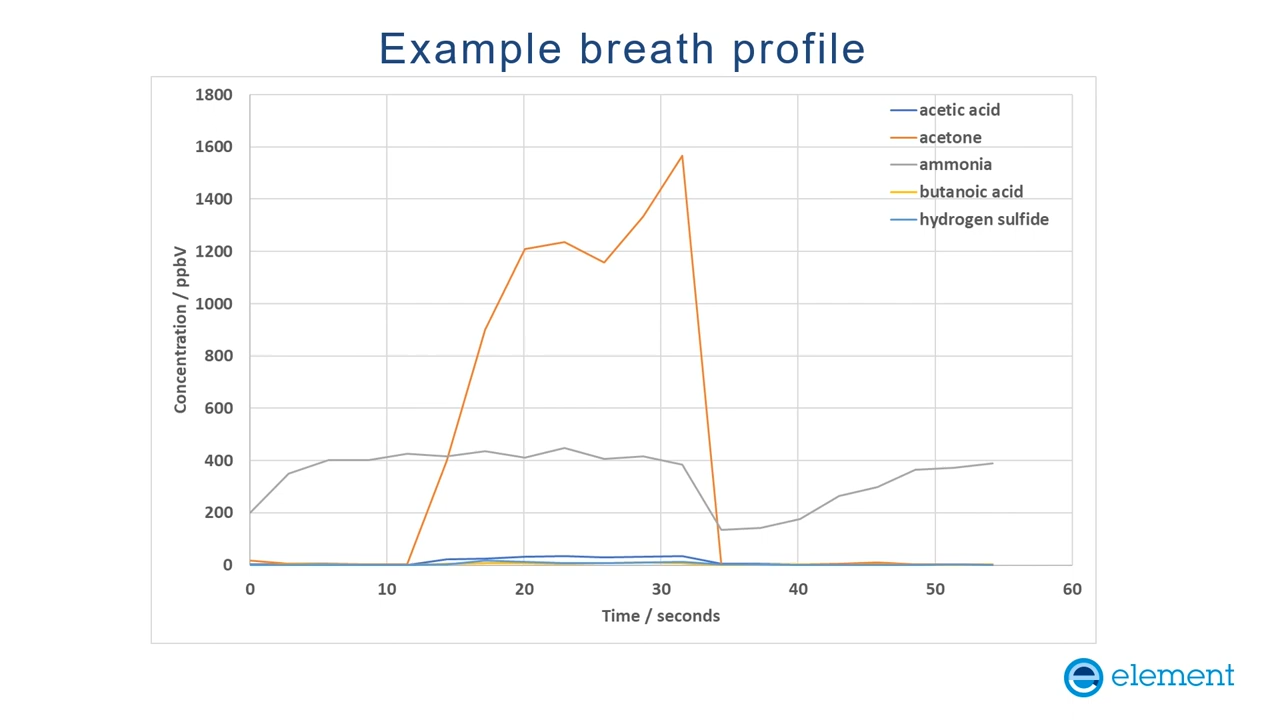 Example breath profile
1800
1600
1400
1200
1000
800
600
400
200
0
Concentration / ppbV
acetic acid
acetone
ammonia
butanoic acid
hydrogen sulfide
0 10 20 30 40 50 60
Time / seconds
element